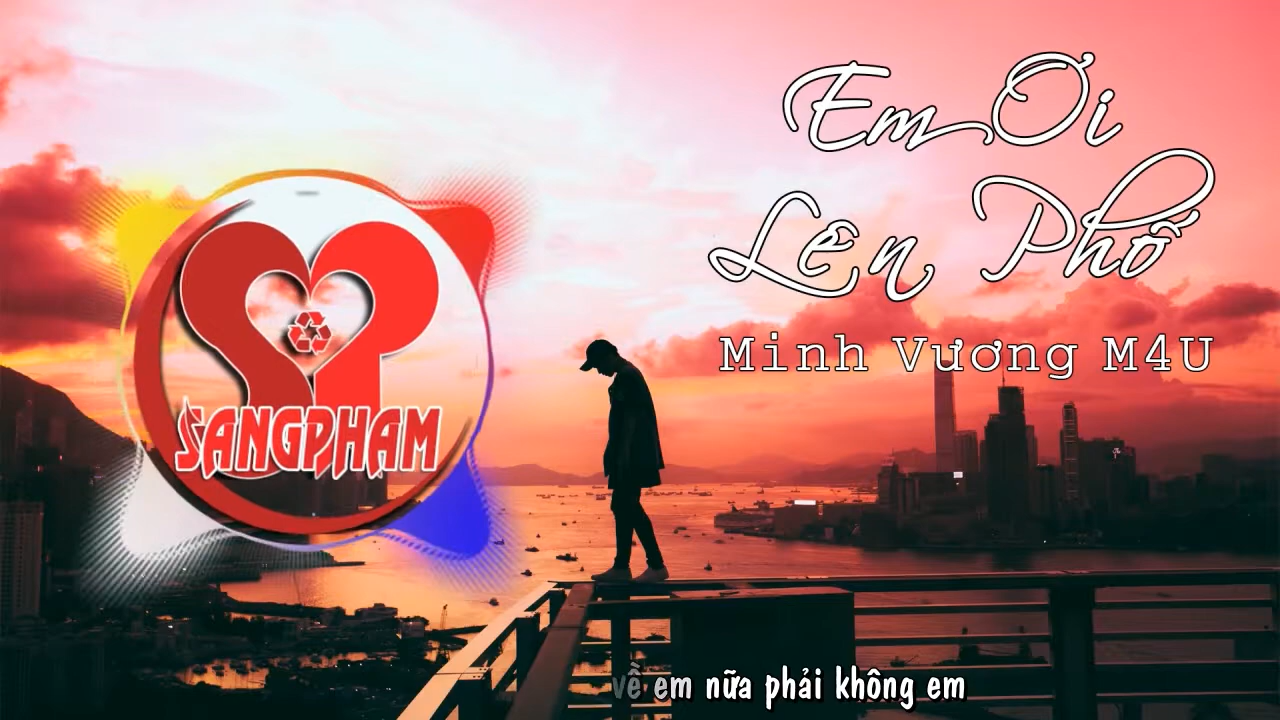 Em Ơi
Lên Phố
Minh Vương M4U
SANGPHAM
về em nữa phải không em